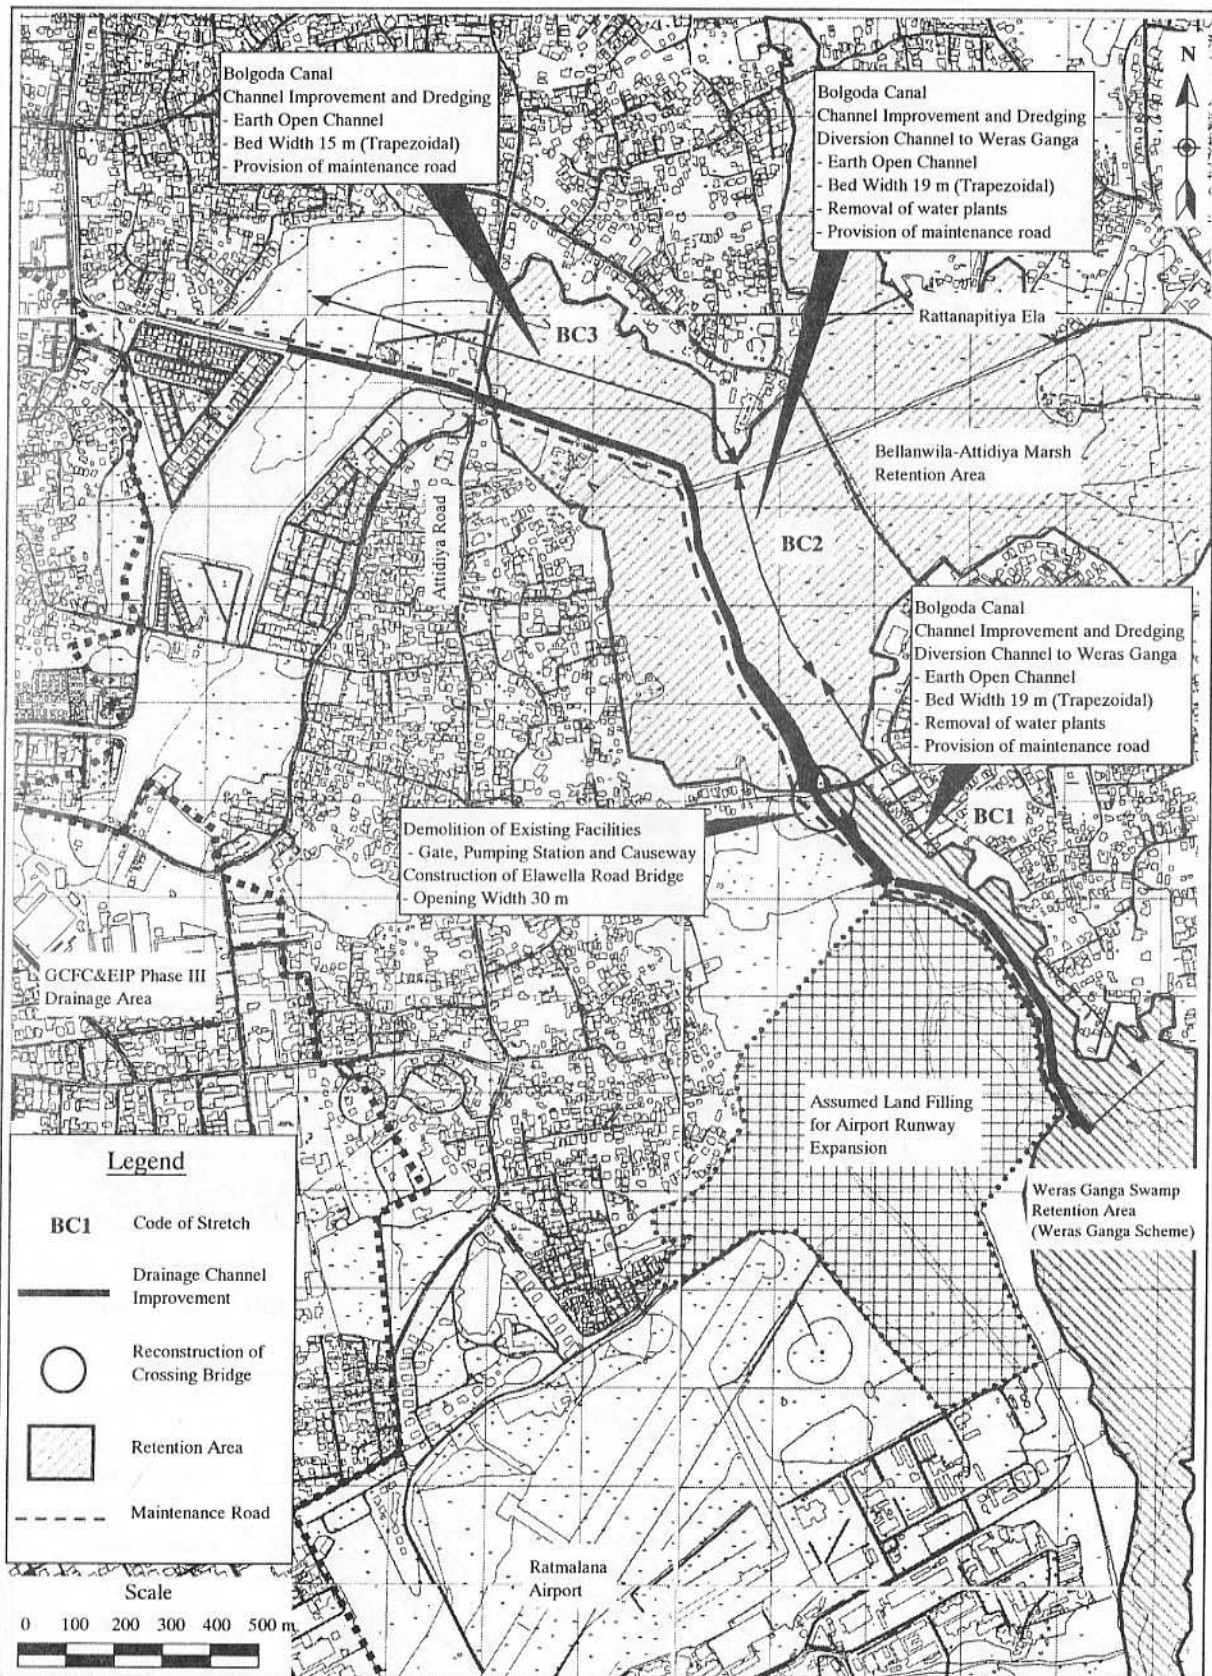 Bolgoda Canal
Channel Improvement and Dredging
- Earth Open Channel
- Bed Width 15 m (Trapezoidal)
- Provision of maintenance road
Bolgoda Canal
Channel Improvement and Dredging
Diversion Channel to Weras Ganga
- Earth Open Channel
- Bed Width 19 m (Trapezoidal)
- Removal of water plants
- Provision of maintenance road
N
Rattanapitiya Ela
BC3
Bellanwila-Attidiya Marsh
Retention Area
Attidiya Road
BC2
Bolgoda Canal
Channel Improvement and Dredging
Diversion Channel to Weras Ganga
- Earth Open Channel
- Bed Width 19 m (Trapezoidal)
- Removal of water plants
- Provision of maintenance road
BC1
Demolition of Existing Facilities
- Gate, Pumping Station and Causeway
Construction of Elawella Road Bridge
- Opening Width 30 m
GCFC&EIP Phase III
Drainage Area
Assumed Land Filling
for Airport Runway
Expansion
Weras Ganga Swamp
Retention Area
(Weras Ganga Scheme)
Legend
BC1 Code of Stretch
Drainage Channel
Improvement
Reconstruction of
Crossing Bridge
Retention Area
Maintenance Road
Ratmalana
Airport
Scale
0 100 200 300 400 500 m